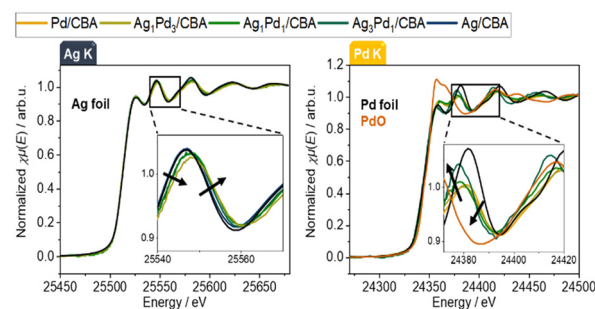 Pd/CBA Ag₁Pd₃/CBA Ag₁Pd₁/CBA Ag₃Pd₁/CBA Ag/CBA
Ag K
Normalized χμ(E) / arb.u.
1.0
0.8
0.6
0.4
0.2
0.0
Ag foil
1.0
0.9
25540 25560
25450 25500 25550 25600 25650
Energy / eV
Pd K
Normalized χμ(E) / arb.u.
1.2
1.0
0.8
0.6
0.4
0.2
0.0
Pd foil
PdO
1.0
0.9
24380 24400 24420
24300 24350 24400 24450 24500
Energy / eV